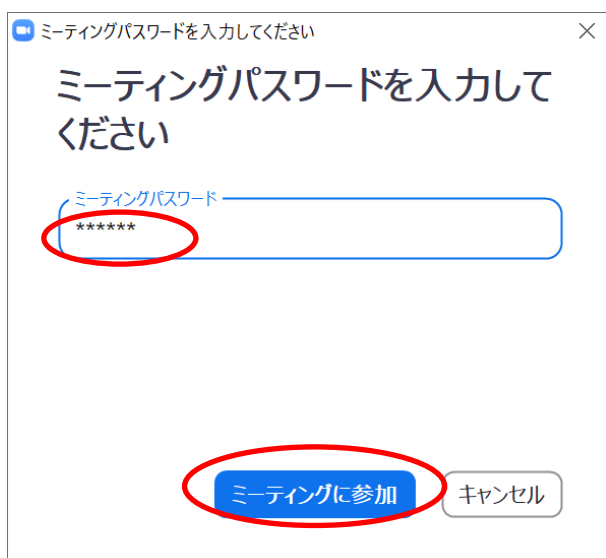 ミーティングパスワードを入力してください
ミーティングパスワードを入力して
ください
ミーティングパスワード
******
ミーティングに参加
キャンセル